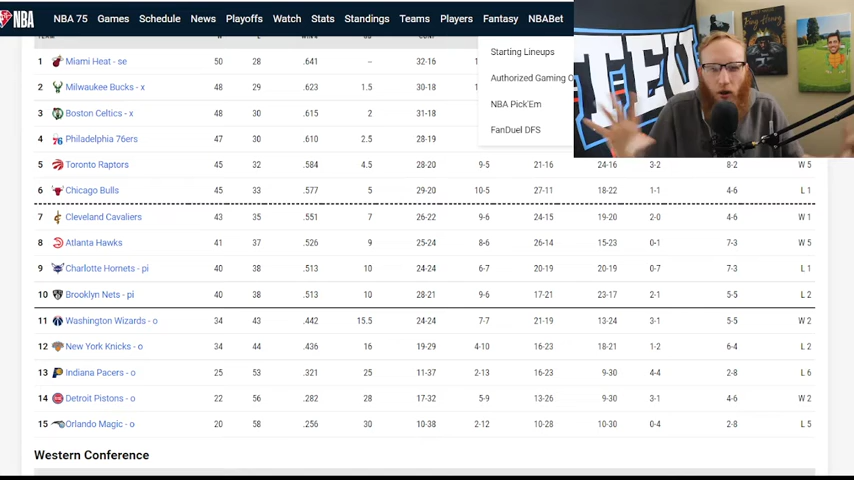 NBA NBA 75 Games Schedule News Playoffs Watch Stats Standings Teams Players Fantasy NBABet
Starting Lineups
Authorized Gaming O
NBA Pick'Em
FanDuel DFS
1 Miami Heat - se 50 28 .641 – 32-16
2 Milwaukee Bucks - x 48 29 .623 1.5 30-18
3 Boston Celtics - x 48 30 .615 2 31-18
4 Philadelphia 76ers 47 30 .610 2.5 28-19
5 Toronto Raptors 45 32 .584 4.5 28-20 9-5 21-16 24-16 3-2 8-2 W 5
6 Chicago Bulls 45 33 .577 5 29-20 10-5 27-11 18-22 1-1 4-6 L 1
7 Cleveland Cavaliers 43 35 .551 7 26-22 9-6 24-15 19-20 2-0 4-6 W 1
8 Atlanta Hawks 41 37 .526 9 25-24 8-6 26-14 15-23 0-1 7-3 W 5
9 Charlotte Hornets - pi 40 38 .513 10 24-24 6-7 20-19 20-19 0-7 7-3 L 1
10 Brooklyn Nets - pi 40 38 .513 10 28-21 9-6 17-21 23-17 2-1 5-5 L 2
11 Washington Wizards - o 34 43 .442 15.5 24-24 7-7 21-19 13-24 3-1 5-5 W 2
12 New York Knicks - o 34 44 .436 16 19-29 4-10 16-23 18-21 1-2 6-4 L 2
13 Indiana Pacers - o 25 53 .321 25 11-37 2-13 16-23 9-30 4-4 2-8 L 6
14 Detroit Pistons - o 22 56 .282 28 17-32 5-9 13-26 9-30 3-1 4-6 W 2
15 Orlando Magic - o 20 58 .256 30 10-38 2-12 10-28 10-30 0-4 2-8 L 5
Western Conference